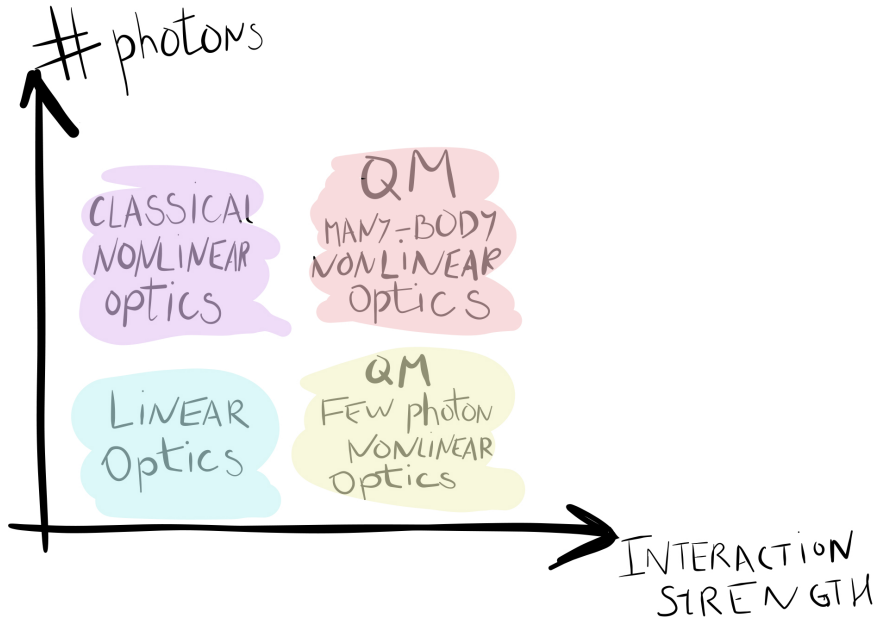 # photons
CLASSICAL
NONLINEAR
optics
QM
MANY-BODY
NONLINEAR
Optics
LiNEAR
Optics
QM
FEW photon
NONLINEAR
Optics
INTERACTION
STRENGTH